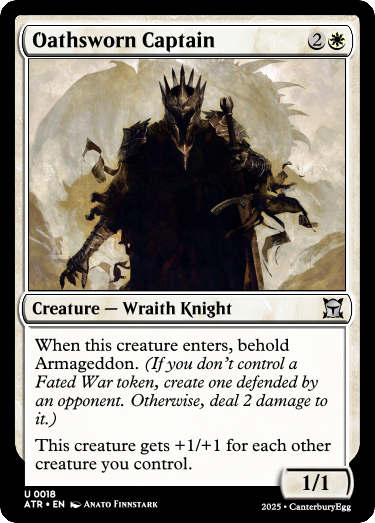 Oathsworn Captain
2
Creature — Wraith Knight
When this creature enters, behold
Armageddon. (If you don't control a
Fated War token, create one defended by
an opponent. Otherwise, deal 2 damage to
it.)
This creature gets +1/+1 for each other
creature you control.
1/1
U 0018
ATR • EN Anato Finnstark
2025 • CanterburyEgg